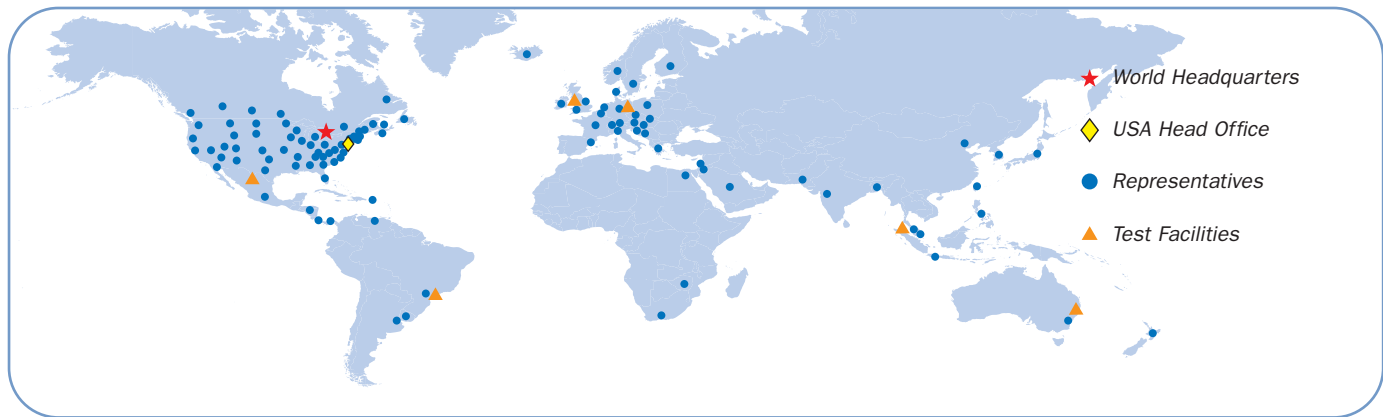 World Headquarters
USA Head Office
Representatives
Test Facilities